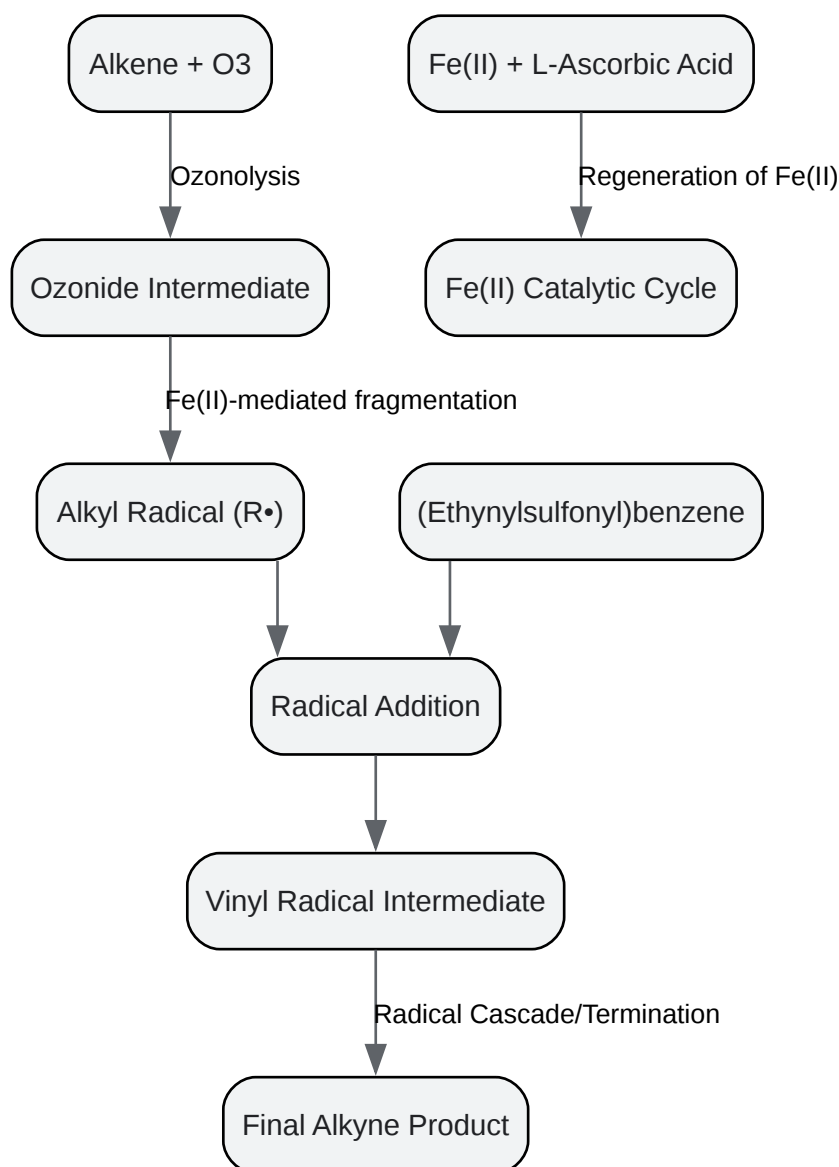 Alkene + O3
Fe(II) + L-Ascorbic Acid
Ozonolysis
Regeneration of Fe(II)
Ozonide Intermediate
Fe(II) Catalytic Cycle
Fe(II)-mediated fragmentation
Alkyl Radical (R•)
(Ethynylsulfonyl)benzene
Radical Addition
Vinyl Radical Intermediate
Radical Cascade/Termination
Final Alkyne Product